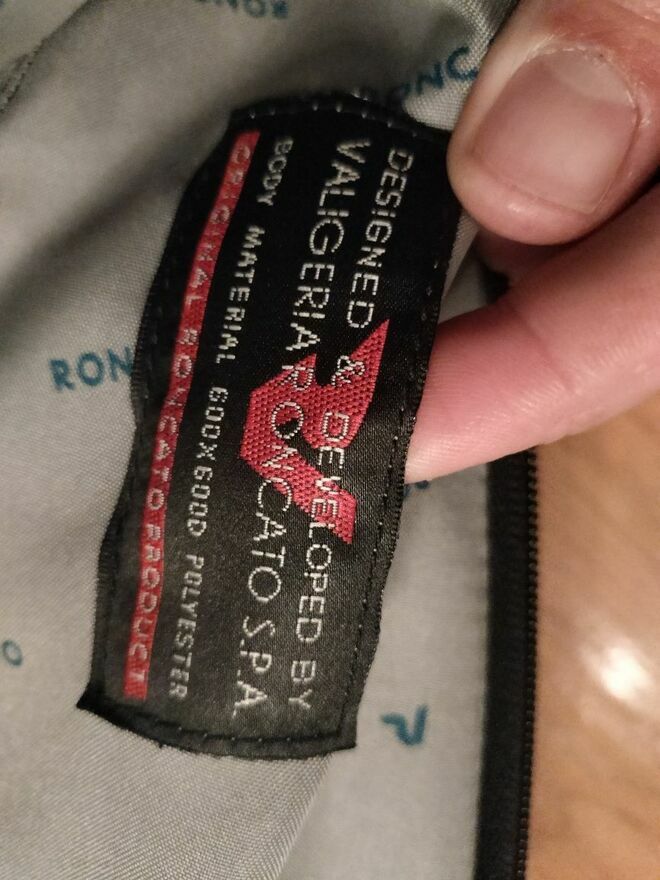 DESIGNED & DEVELOPED BY
VALIGERIA RONCATO S.P.A.
BODY MATERIAL 600X600D POLYESTER
ORIGINAL RONCATO PRODUCT
RON
RONC